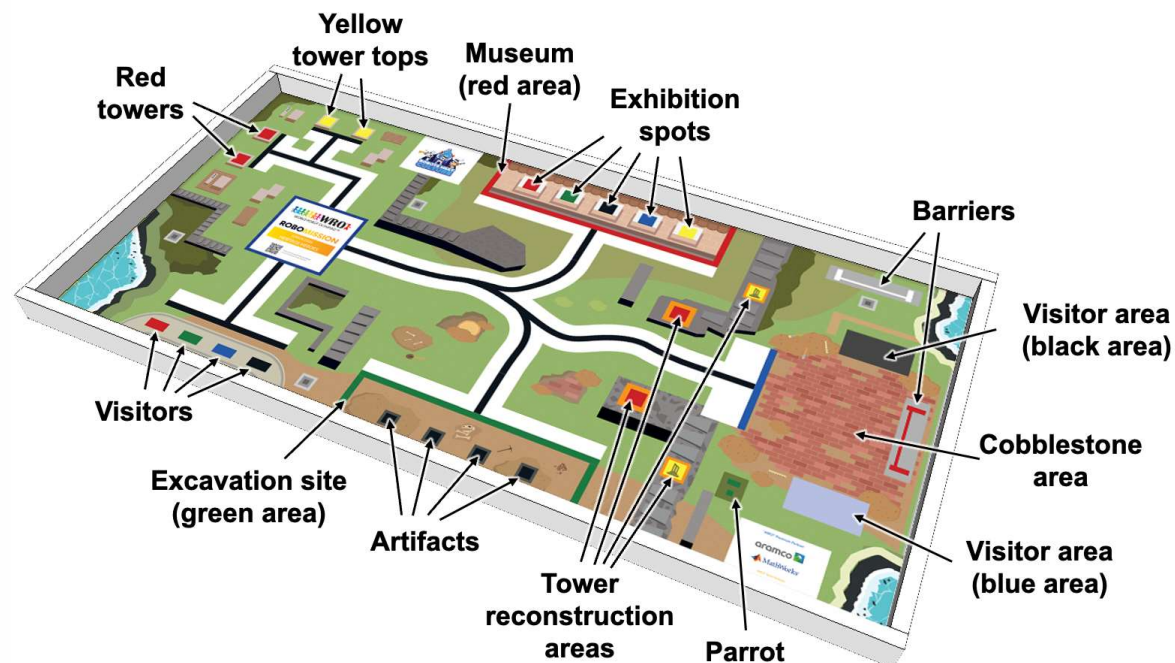 Yellow
tower tops
Museum
(red area)
Red
towers
Exhibition
spots
Barriers
WRO
ROBOMISSION
Visitor area
(black area)
Visitors
Cobblestone
area
Excavation site
(green area)
Artifacts
aramco
MathWorks
Visitor area
(blue area)
Tower
reconstruction
areas
Parrot